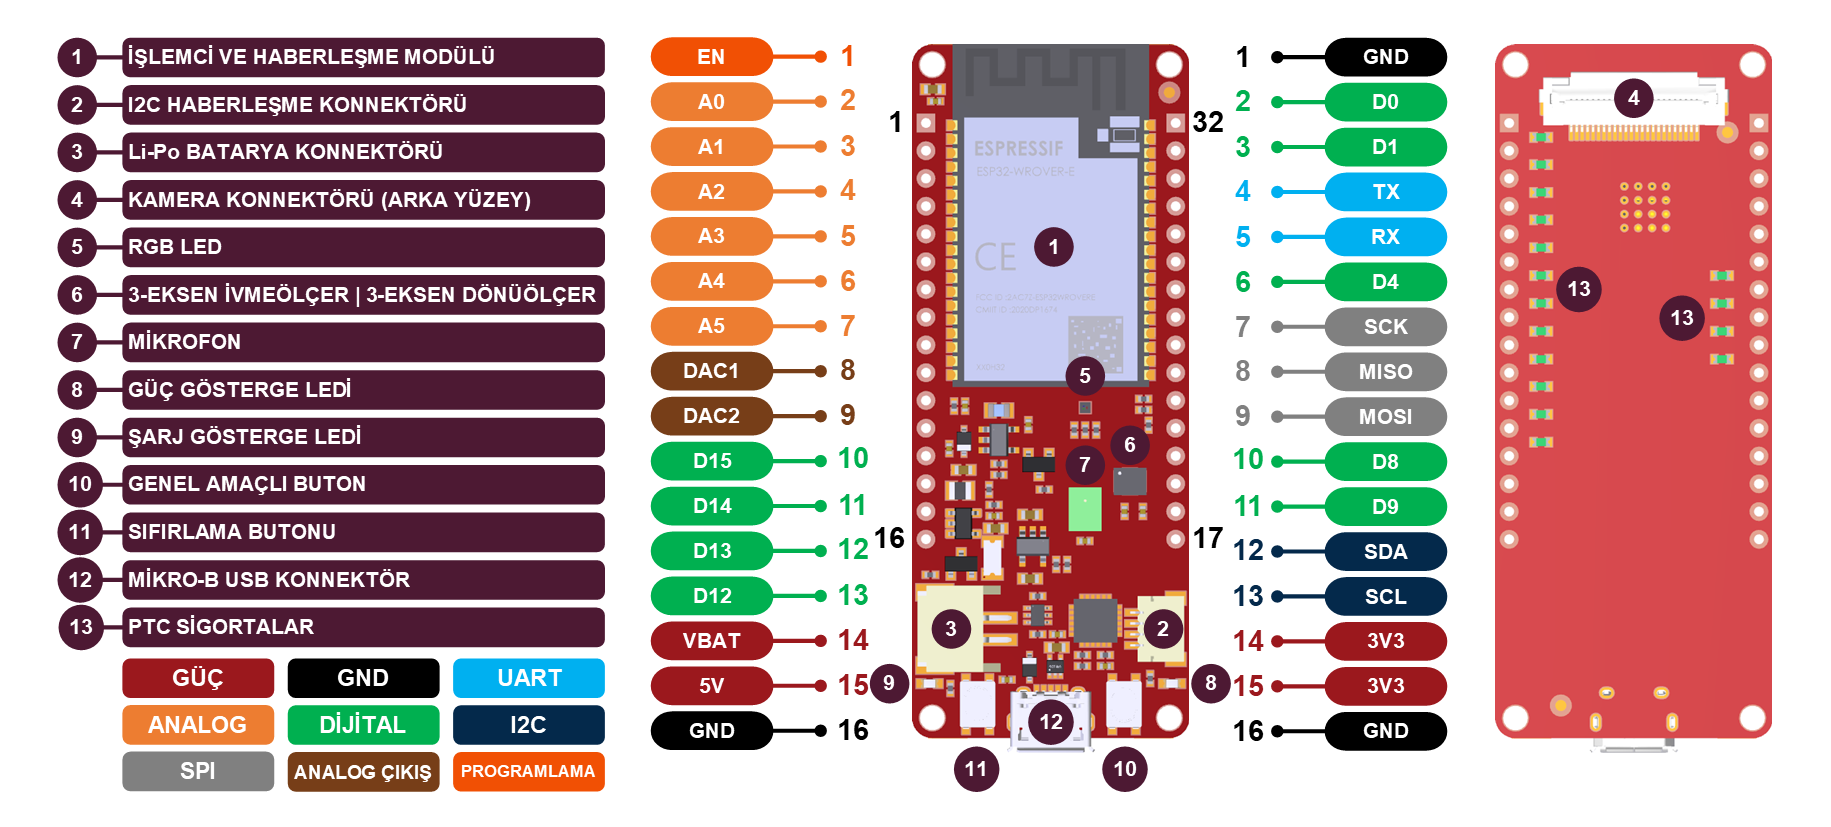 1 İŞLEMCİ VE HABERLEŞME MODÜLÜ
2 I2C HABERLEŞME KONNEKTÖRÜ
3 Li-Po BATARYA KONNEKTÖRÜ
4 KAMERA KONNEKTÖRÜ (ARKA YÜZEY)
5 RGB LED
6 3-EKSEN İVMEÖLÇER | 3-EKSEN DÖNÜÖLÇER
7 MİKROFON
8 GÜÇ GÖSTERGE LEDİ
9 ŞARJ GÖSTERGE LEDİ
10 GENEL AMAÇLI BUTON
11 SIFIRLAMA BUTONU
12 MİKRO-B USB KONNEKTÖR
13 PTC SİGORTALAR
GÜÇ GND UART
ANALOG DİJİTAL I2C
SPI ANALOG ÇIKIŞ PROGRAMLAMA
EN 1
A0 2
A1 3
A2 4
A3 5
A4 6
A5 7
DAC1 8
DAC2 9
D15 10
D14 11
D13 12
D12 13
VBAT 14
5V 15
GND 16
1 32
ESPRESSIF
ESP32-WROVER-E
1
CE
5
6
7
16 17
3 2
9 8
12
11 10
1 GND
2 D0
3 D1
4 TX
5 RX
6 D4
7 SCK
8 MISO
9 MOSI
10 D8
11 D9
12 SDA
13 SCL
14 3V3
15 3V3
16 GND
4
13
13